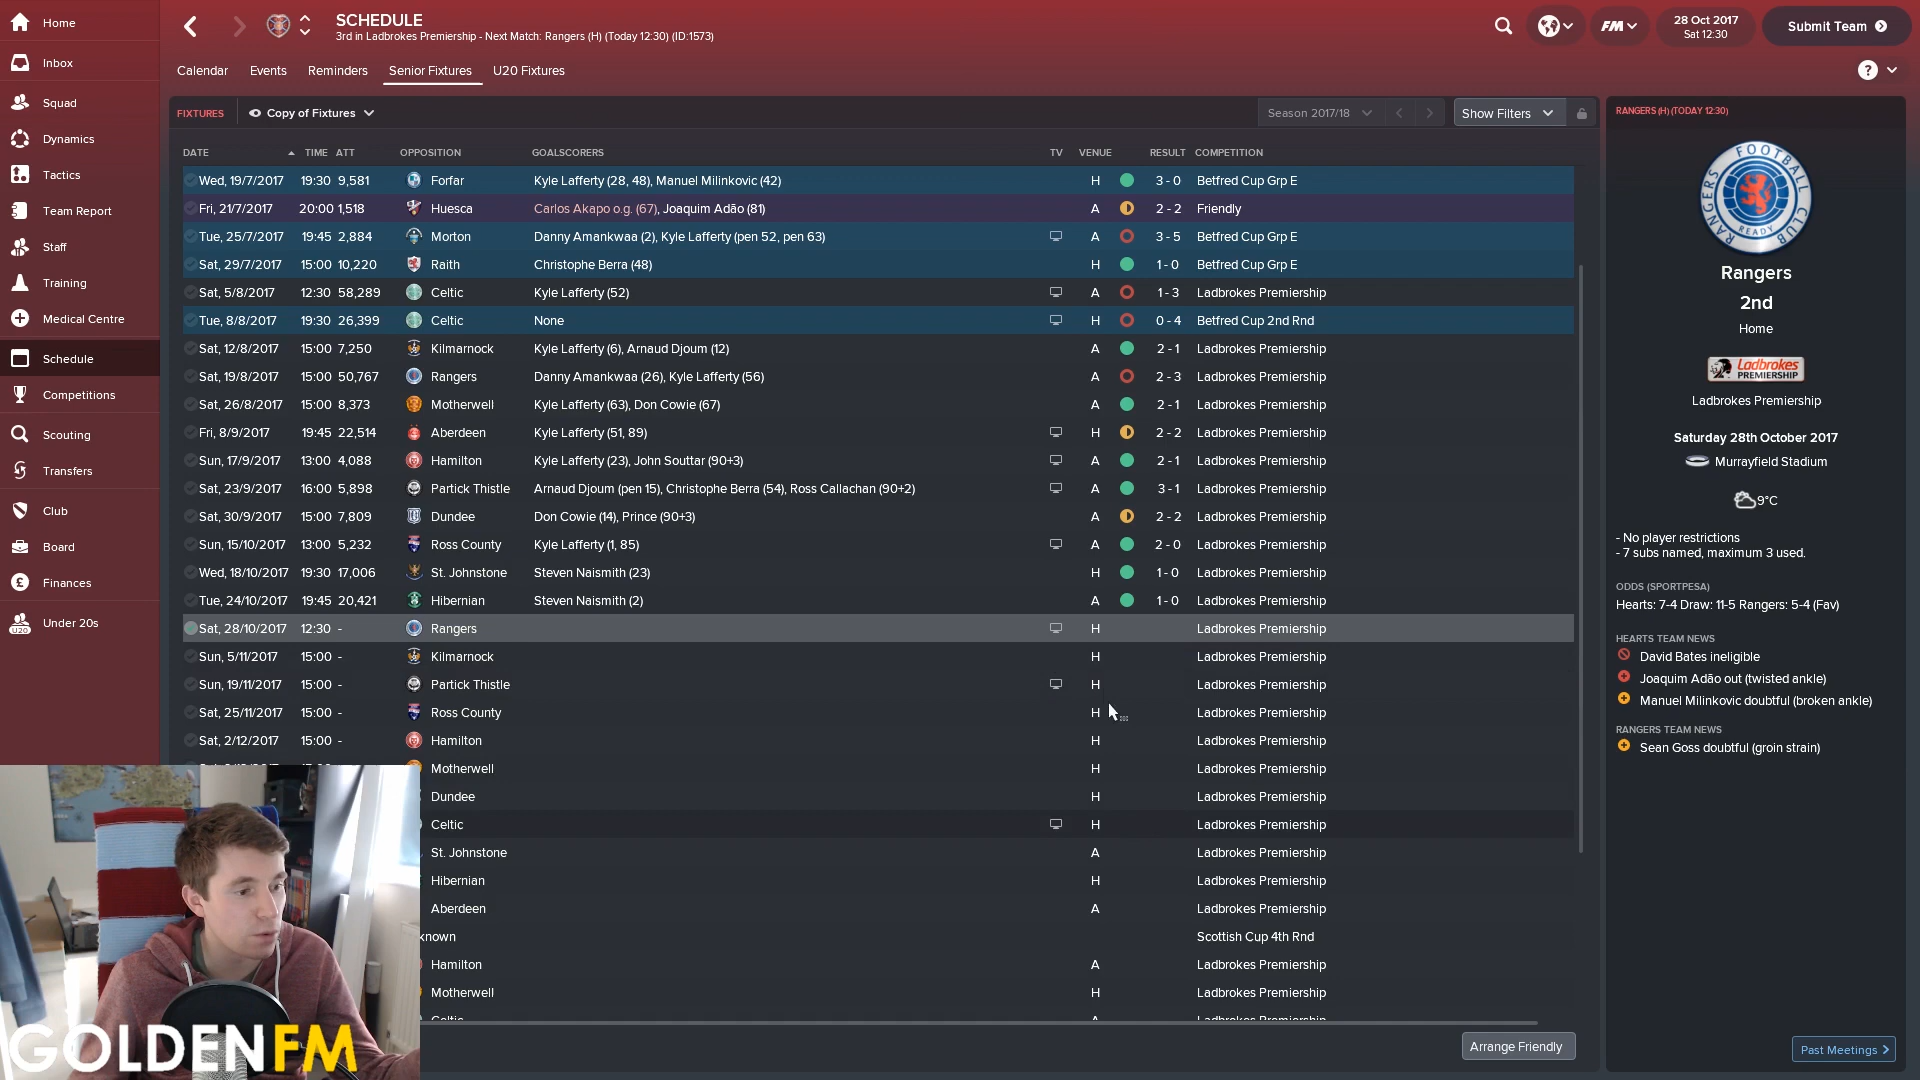 Home
Inbox
Squad
Dynamics
Tactics
Team Report
Staff
Training
Medical Centre
Schedule
Competitions
Scouting
Transfers
Club
Board
Finances
U20
Under 20s
SCHEDULE
3rd in Ladbrokes Premiership - Next Match: Rangers (H) (Today 12:30) (ID:1573)
FM
28 Oct 2017
Sat 12:30
Submit Team
Calendar Events Reminders Senior Fixtures U20 Fixtures
?
FIXTURES Copy of Fixtures Season 2017/18 Show Filters
DATE TIME ATT OPPOSITION GOALSCORERS TV VENUE RESULT COMPETITION
Wed, 19/7/2017 19:30 9,581 Forfar Kyle Lafferty (28, 48), Manuel Milinkovic (42) H 3 - 0 Betfred Cup Grp E
Fri, 21/7/2017 20:00 1,518 Huesca Carlos Akapo o.g. (67), Joaquim Adão (81) A 2 - 2 Friendly
Tue, 25/7/2017 19:45 2,884 Morton Danny Amankwaa (2), Kyle Lafferty (pen 52, pen 63) A 3 - 5 Betfred Cup Grp E
Sat, 29/7/2017 15:00 10,220 Raith Christophe Berra (48) H 1 - 0 Betfred Cup Grp E
Sat, 5/8/2017 12:30 58,289 Celtic Kyle Lafferty (52) A 1 - 3 Ladbrokes Premiership
Tue, 8/8/2017 19:30 26,399 Celtic None H 0 - 4 Betfred Cup 2nd Rnd
Sat, 12/8/2017 15:00 7,250 Kilmarnock Kyle Lafferty (6), Arnaud Djoum (12) A 2 - 1 Ladbrokes Premiership
Sat, 19/8/2017 15:00 50,767 Rangers Danny Amankwaa (26), Kyle Lafferty (56) A 2 - 3 Ladbrokes Premiership
Sat, 26/8/2017 15:00 8,373 Motherwell Kyle Lafferty (63), Don Cowie (67) A 2 - 1 Ladbrokes Premiership
Fri, 8/9/2017 19:45 22,514 Aberdeen Kyle Lafferty (51, 89) H 2 - 2 Ladbrokes Premiership
Sun, 17/9/2017 13:00 4,088 Hamilton Kyle Lafferty (23), John Souttar (90+3) A 2 - 1 Ladbrokes Premiership
Sat, 23/9/2017 16:00 5,898 Partick Thistle Arnaud Djoum (pen 15), Christophe Berra (54), Ross Callachan (90+2) A 3 - 1 Ladbrokes Premiership
Sat, 30/9/2017 15:00 7,809 Dundee Don Cowie (14), Prince (90+3) A 2 - 2 Ladbrokes Premiership
Sun, 15/10/2017 13:00 5,232 Ross County Kyle Lafferty (1, 85) A 2 - 0 Ladbrokes Premiership
Wed, 18/10/2017 19:30 17,006 St. Johnstone Steven Naismith (23) H 1 - 0 Ladbrokes Premiership
Tue, 24/10/2017 19:45 20,421 Hibernian Steven Naismith (2) A 1 - 0 Ladbrokes Premiership
Sat, 28/10/2017 12:30 - Rangers H Ladbrokes Premiership
Sun, 5/11/2017 15:00 - Kilmarnock H Ladbrokes Premiership
Sun, 19/11/2017 15:00 - Partick Thistle H Ladbrokes Premiership
Sat, 25/11/2017 15:00 - Ross County H Ladbrokes Premiership
Sat, 2/12/2017 15:00 - Hamilton H Ladbrokes Premiership
Motherwell H Ladbrokes Premiership
Dundee H Ladbrokes Premiership
Celtic H Ladbrokes Premiership
St. Johnstone A Ladbrokes Premiership
Hibernian H Ladbrokes Premiership
Aberdeen A Ladbrokes Premiership
known Scottish Cup 4th Rnd
Hamilton A Ladbrokes Premiership
Motherwell H Ladbrokes Premiership
Celtic A Ladbrokes Premiership
Arrange Friendly
RANGERS (H) (TODAY 12:30)
RANGERS FOOTBALL CLUB
READY
Rangers
2nd
Home
Ladbrokes
PREMIERSHIP
Ladbrokes Premiership
Saturday 28th October 2017
Murrayfield Stadium
9°C
- No player restrictions
- 7 subs named, maximum 3 used.
ODDS (SPORTPESA)
Hearts: 7-4 Draw: 11-5 Rangers: 5-4 (Fav)
HEARTS TEAM NEWS
David Bates ineligible
Joaquim Adão out (twisted ankle)
Manuel Milinkovic doubtful (broken ankle)
RANGERS TEAM NEWS
Sean Goss doubtful (groin strain)
Past Meetings
GOLDENFM